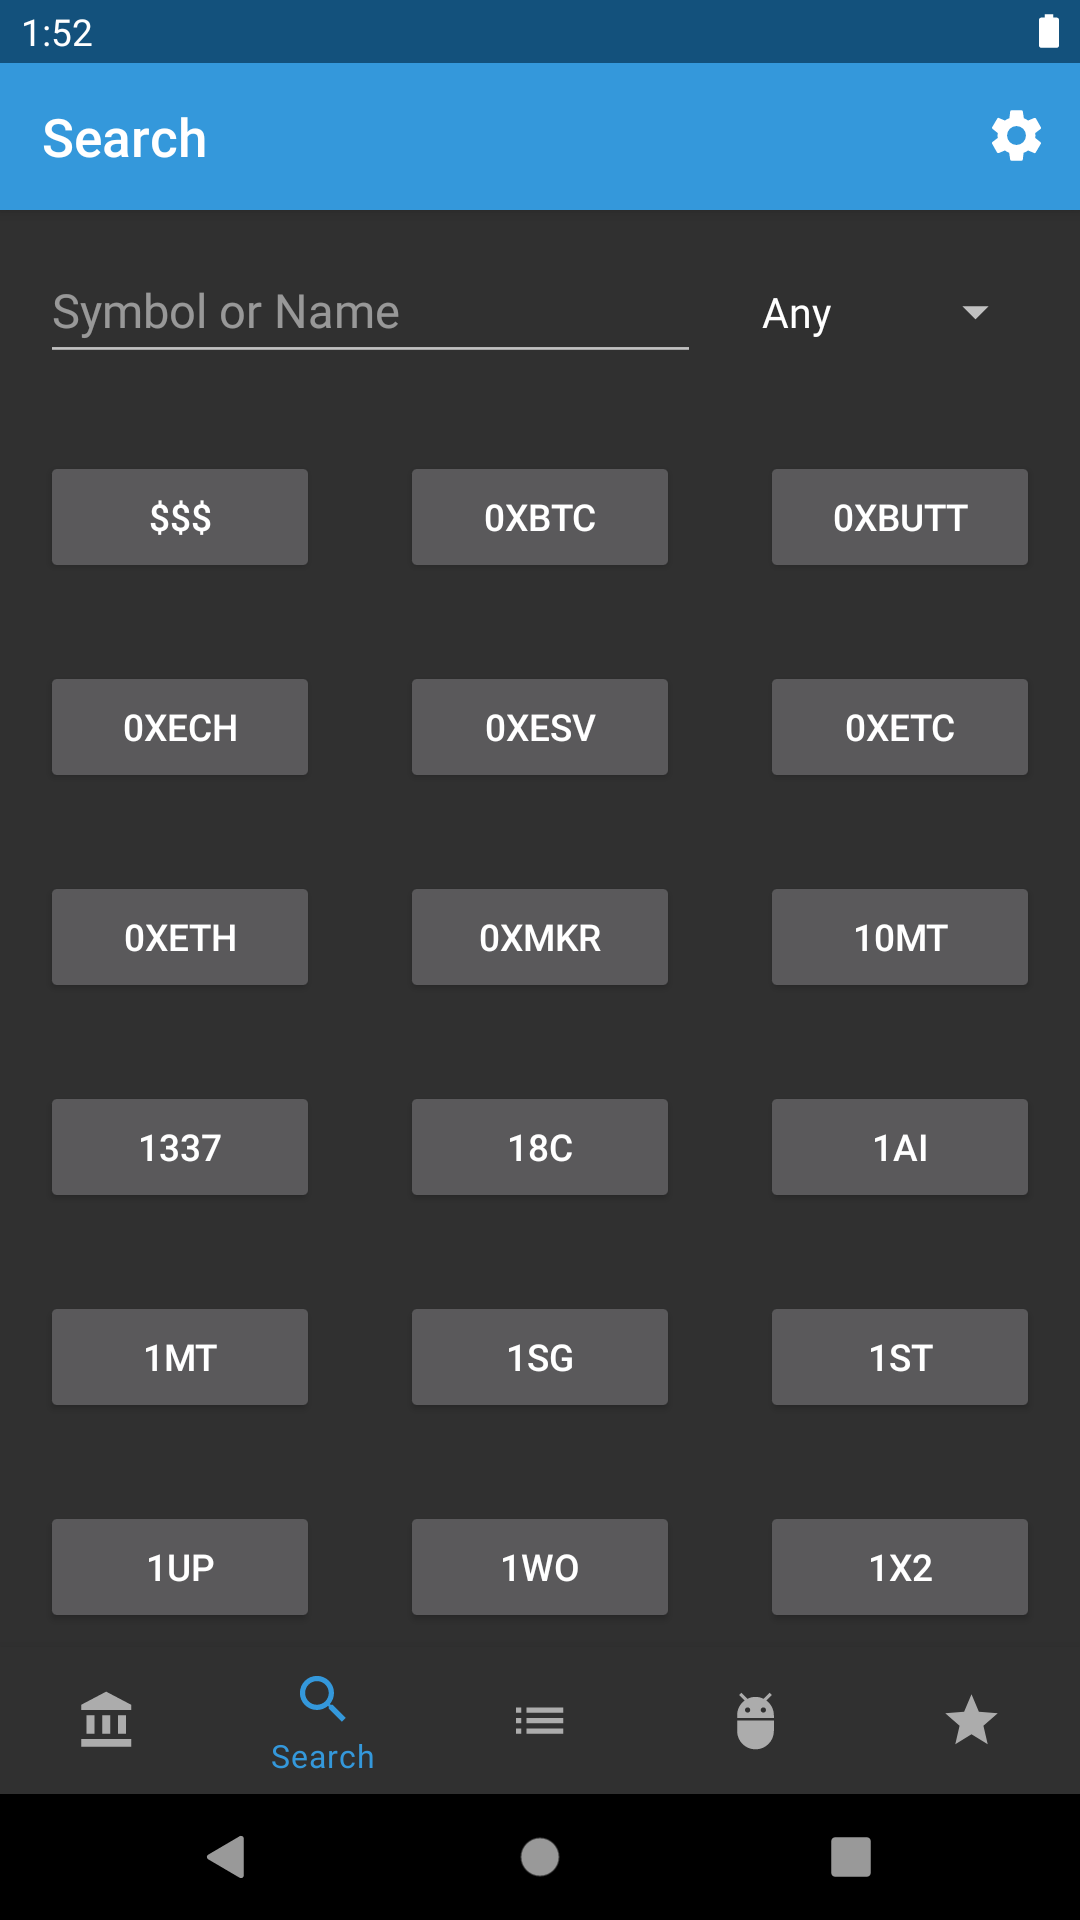 1:52
Search
Symbol or Name Any
$$$ 0XBTC 0XBUTT
0XECH 0XESV 0XETC
0XETH 0XMKR 10MT
1337 18C 1AI
1MT 1SG 1ST
1UP 1WO 1X2
Search